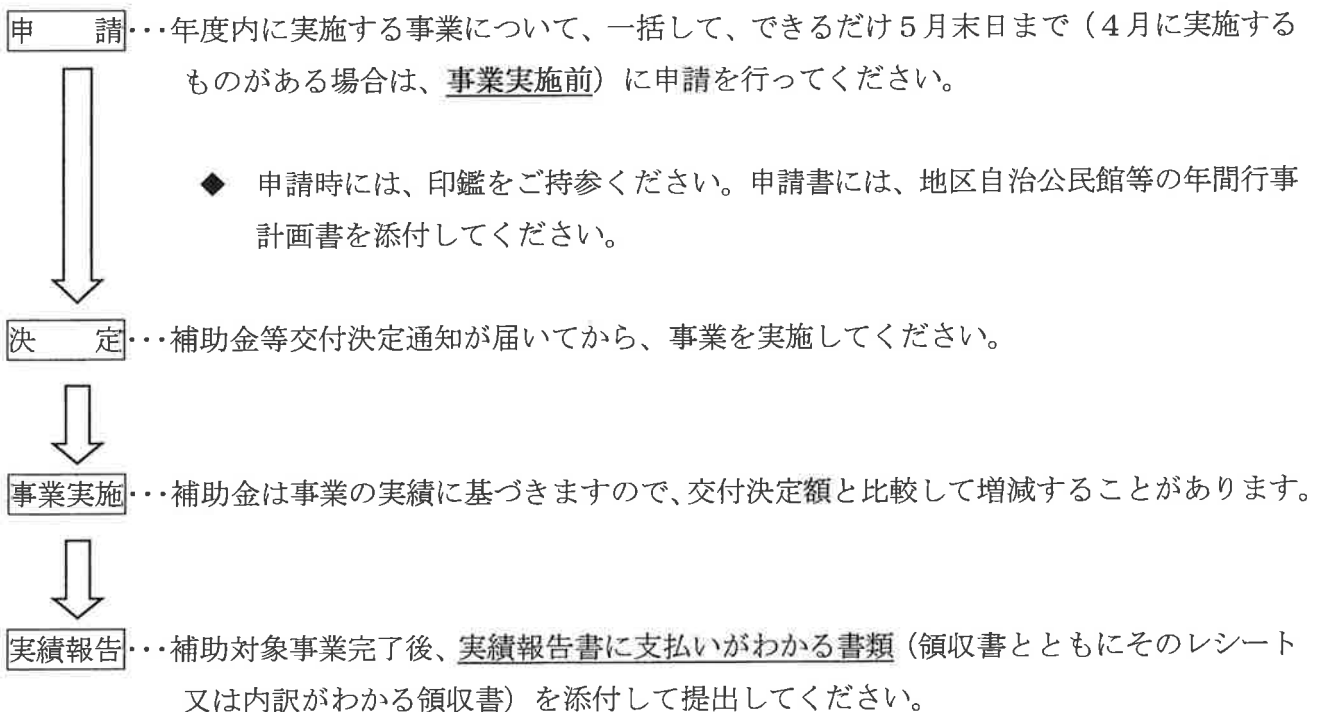 申　　請･･･年度内に実施する事業について、一括して、できるだけ５月末日まで（４月に実施する
ものがある場合は、事業実施前）に申請を行ってください。
◆　申請時には、印鑑をご持参ください。申請書には、地区自治公民館等の年間行事
計画書を添付してください。
決　　定･･･補助金等交付決定通知が届いてから、事業を実施してください。
事業実施･･･補助金は事業の実績に基づきますので、交付決定額と比較して増減することがあります。
実績報告･･･補助対象事業完了後、実績報告書に支払いがわかる書類（領収書とともにそのレシート
又は内訳がわかる領収書）を添付して提出してください。